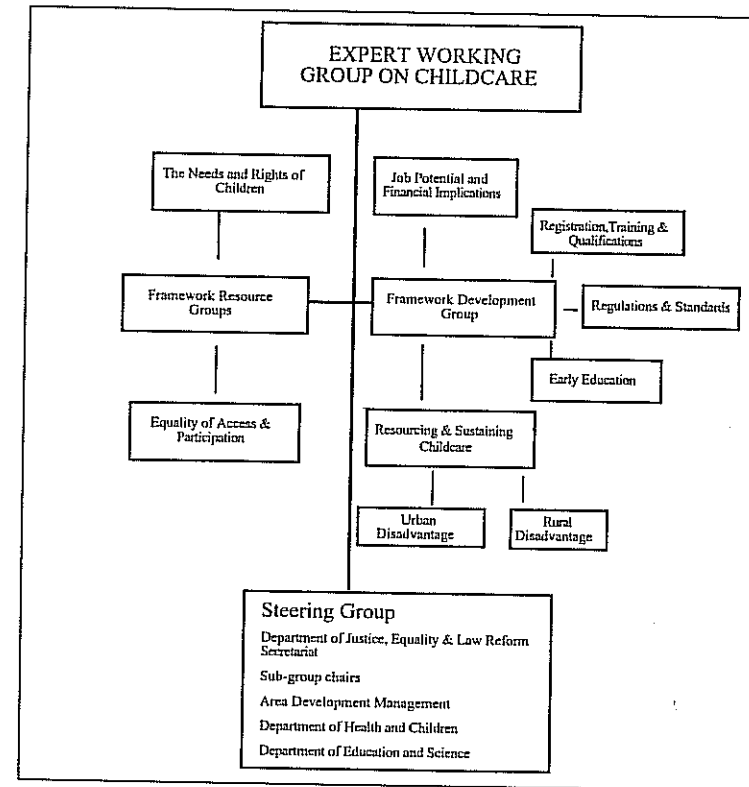 EXPERT WORKING
GROUP ON CHILDCARE
The Needs and Rights of
Children
Job Potential and
Financial Implications
Registration,Training &
Qualifications
Framework Resource
Groups
Framework Development
Group
Regulations & Standards
Early Education
Equality of Access &
Participation
Resourcing & Sustaining
Childcare
Urban
Disadvantage
Rural
Disadvantage
Steering Group
Department of Justice, Equality & Law Reform
Secretariat
Sub-group chairs
Area Development Management
Department of Health and Children
Department of Education and Science